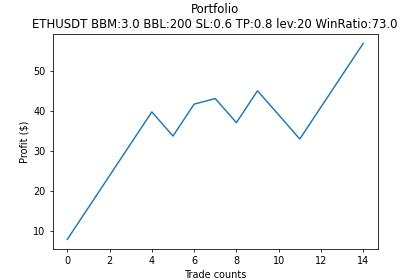 Portfolio
ETHUSDT BBM:3.0 BBL:200 SL:0.6 TP:0.8 lev:20 WinRatio:73.0
50
40
30
20
10
Profit ($)
0 2 4 6 8 10 12 14
Trade counts